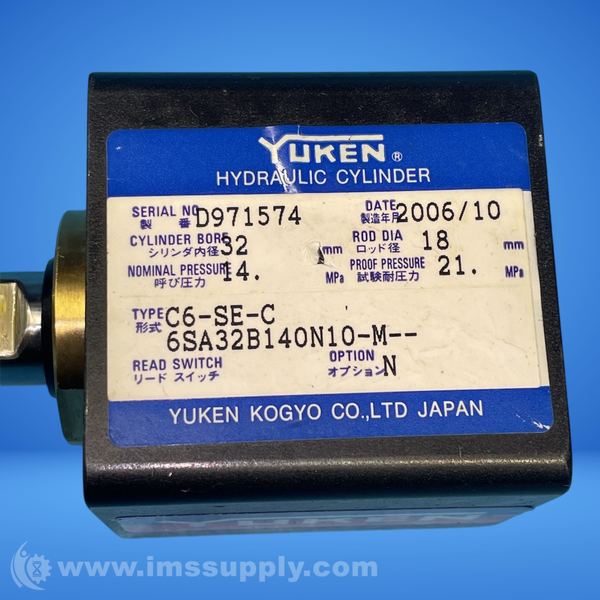 YUKEN®
HYDRAULIC CYLINDER
SERIAL NO D971574 DATE 2006/10
製 番 製造年月
CYLINDER BORE 32 mm ROD DIA 18 mm
シリンダ内径 ロッド径
NOMINAL PRESSURE 14. MPa PROOF PRESSURE 21. MPa
呼び圧力 試験耐圧力
TYPE C6-SE-C
形式 6SA32B140N10-M--
READ SWITCH OPTION N
リード スイッチ オプション
YUKEN KOGYO CO.,LTD JAPAN
YUKEN
www.imssupply.com